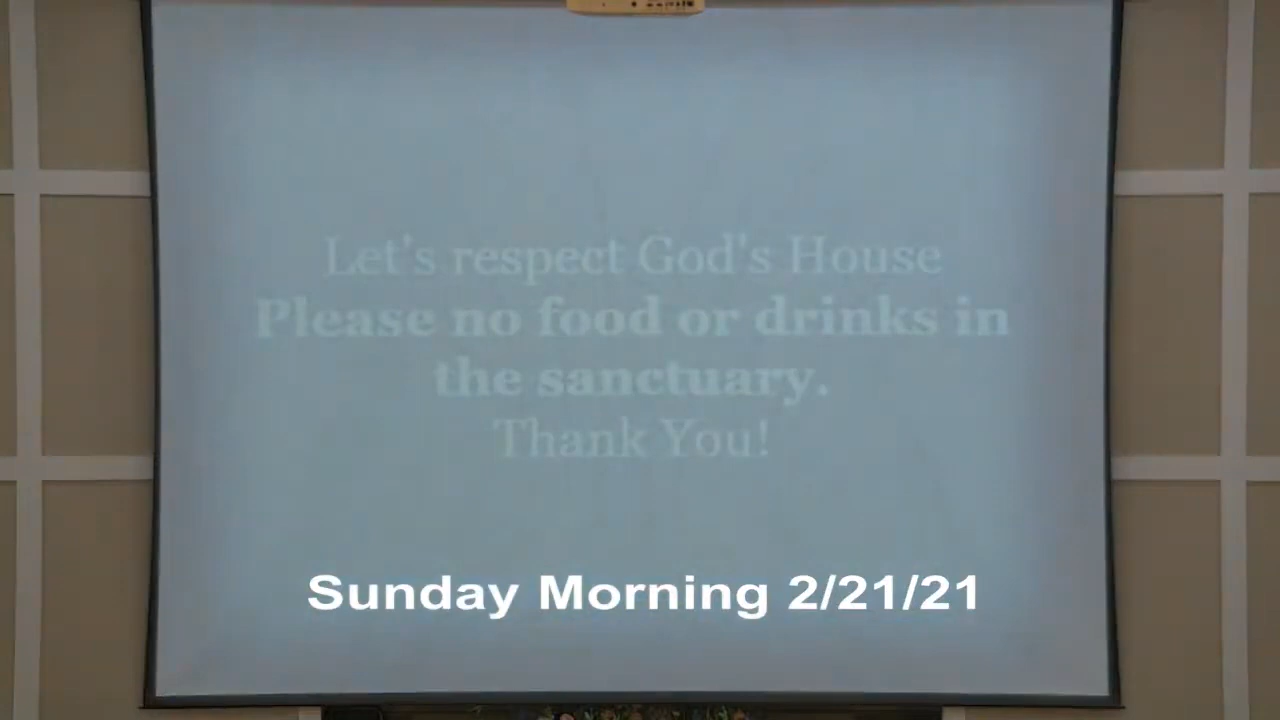 Let's respect God's House
Please no food or drinks in
the sanctuary.
Thank You!
Sunday Morning 2/21/21